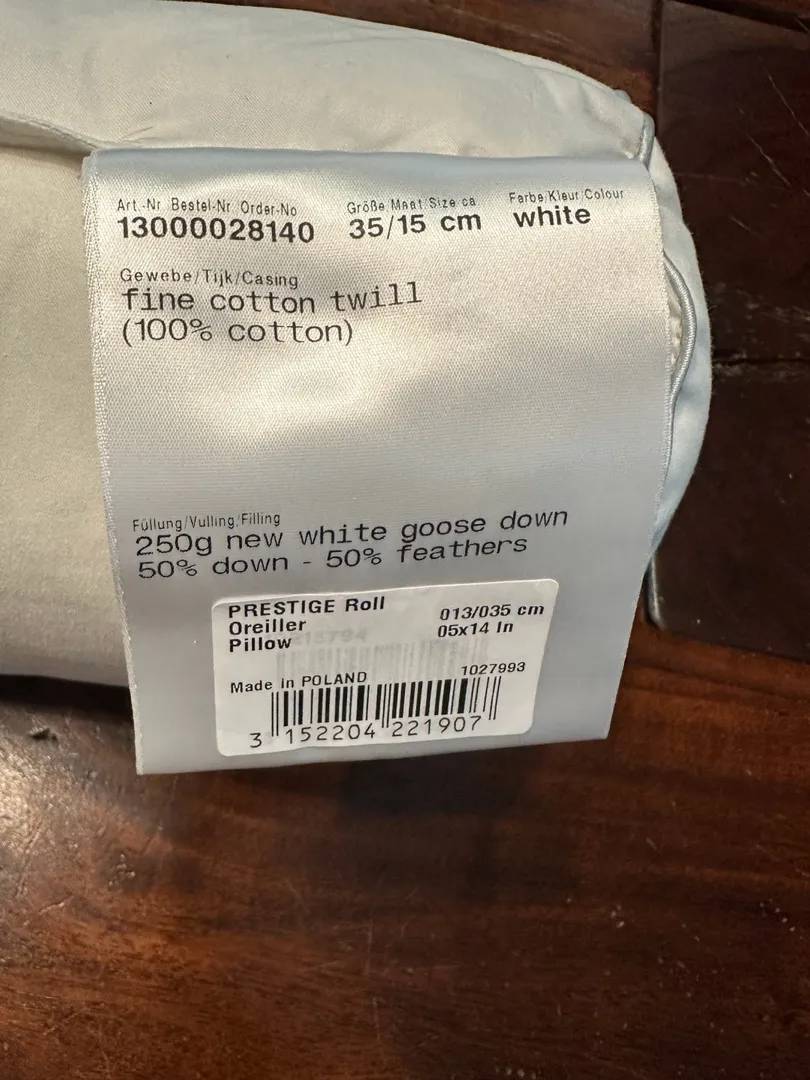 Art.-Nr Bestel-Nr Order-No
13000028140
Größe Maat Size ca
35/15 cm
Farbe/Kleur/Colour
white
Gewebe/Tijk/Casing
fine cotton twill
(100% cotton)
Füllung/Vulling/Filling
250g new white goose down
50% down - 50% feathers
PRESTIGE Roll
Oreiller
Pillow
013/035 cm
05x14 In
Made in POLAND
1027993
3 152204 221907